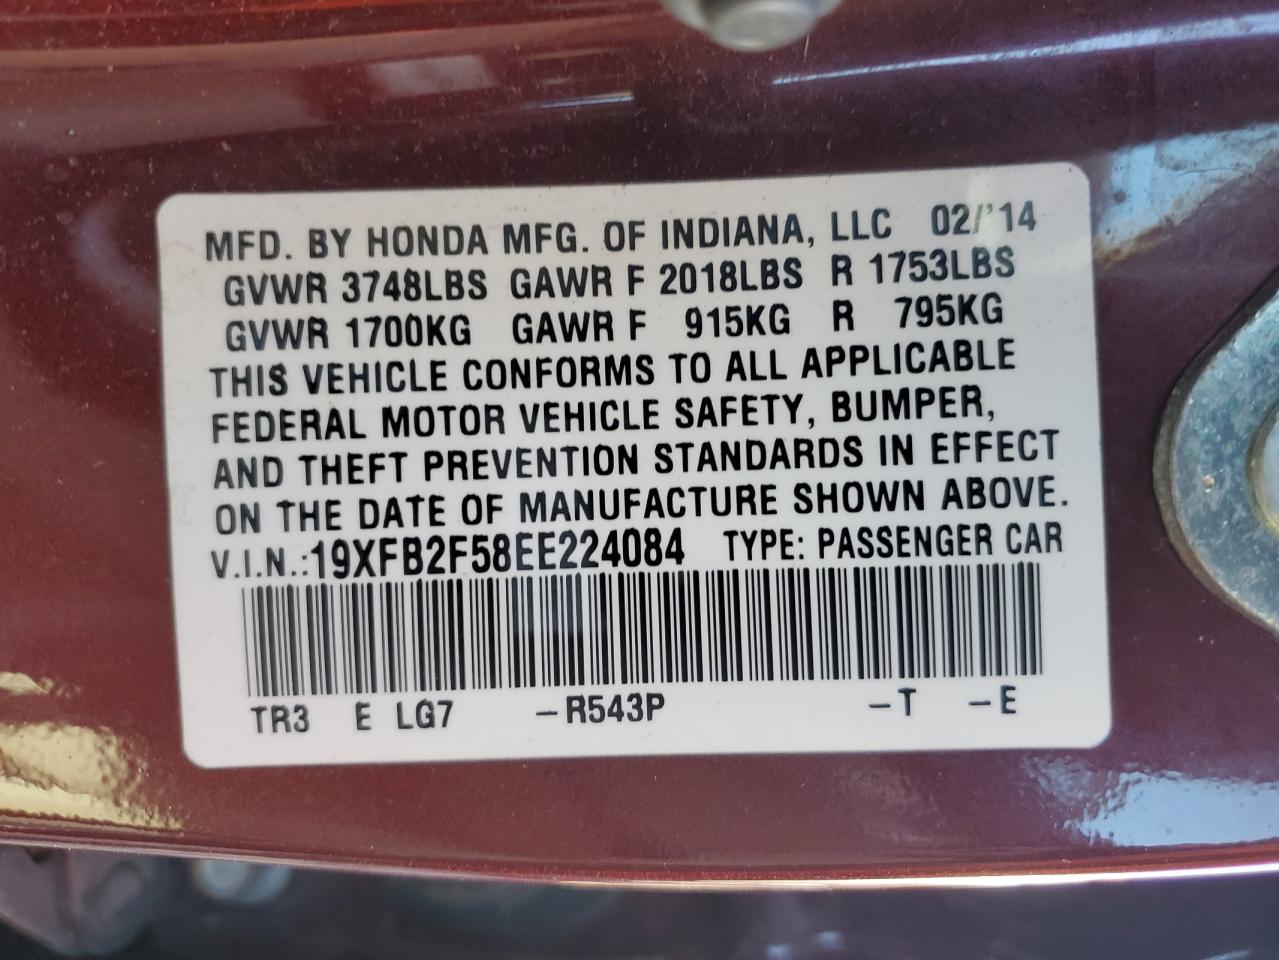 MFD. BY HONDA MFG. OF INDIANA, LLC 02/'14
GVWR 3748LBS GAWR F 2018LBS R 1753LBS
GVWR 1700KG GAWR F 915KG R 795KG
THIS VEHICLE CONFORMS TO ALL APPLICABLE
FEDERAL MOTOR VEHICLE SAFETY, BUMPER,
AND THEFT PREVENTION STANDARDS IN EFFECT
ON THE DATE OF MANUFACTURE SHOWN ABOVE.
V.I.N.:19XFB2F58EE224084 TYPE: PASSENGER CAR
TR3 E LG7 -R543P -T -E